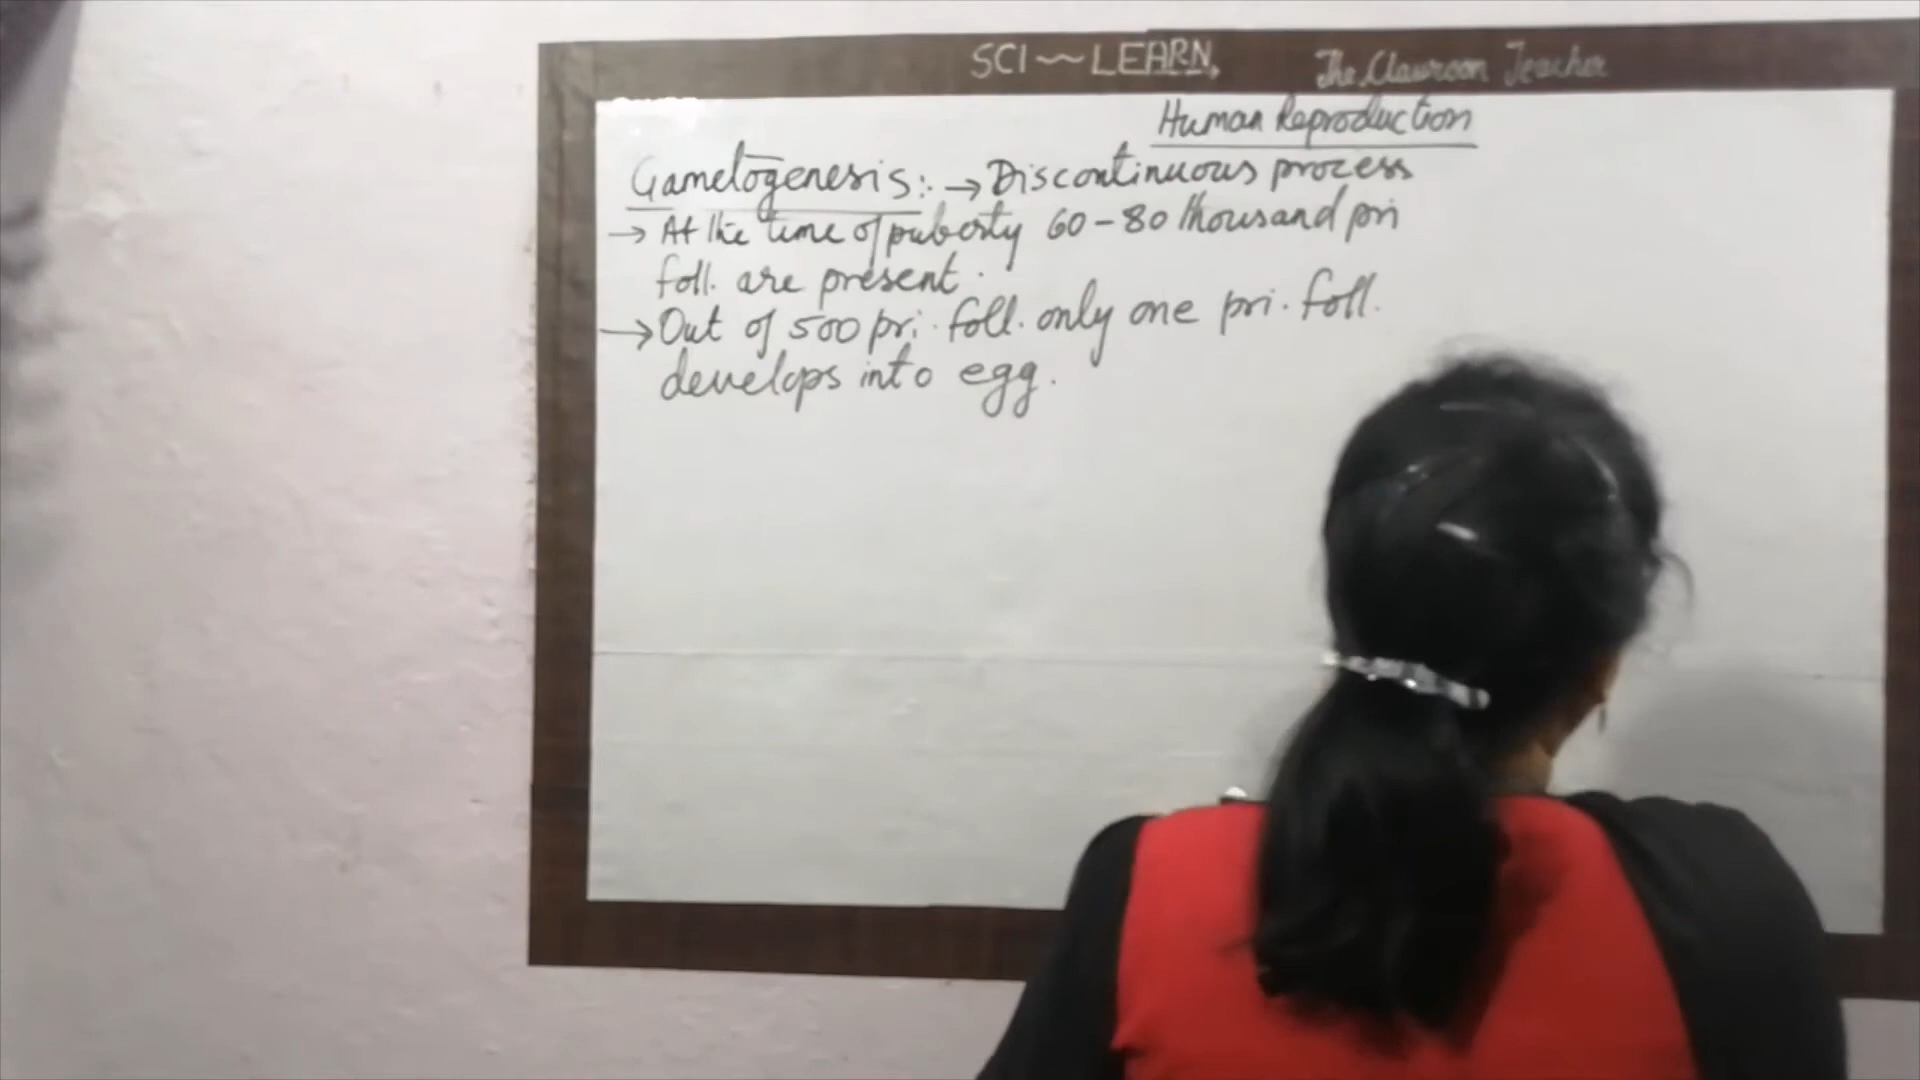 SCI~LEARN,
The Classroom Teacher
Human Reproduction
Gametogenesis:- → Discontinuous process
→ At the time of puberty 60-80 thousand pri
foll. are present.
→ Out of 500 pri. foll. only one pri. foll.
develops into egg.